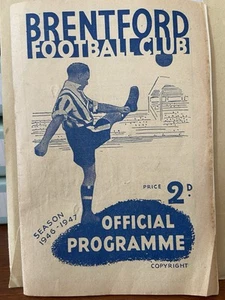 BRENTFORD
FOOTBALL CLUB
PRICE 2D.
SEASON
1946-1947
OFFICIAL
PROGRAMME
COPYRIGHT